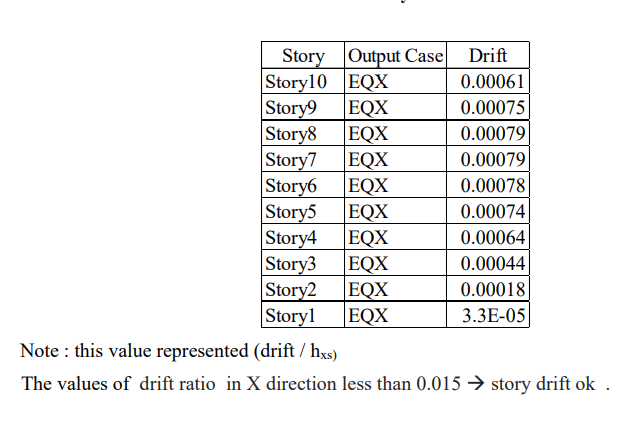 Story Output Case Drift
Story10 EQX 0.00061
Story9 EQX 0.00075
Story8 EQX 0.00079
Story7 EQX 0.00079
Story6 EQX 0.00078
Story5 EQX 0.00074
Story4 EQX 0.00064
Story3 EQX 0.00044
Story2 EQX 0.00018
Story1 EQX 3.3E-05
Note : this value represented (drift / hxs)
The values of drift ratio in X direction less than 0.015 → story drift ok .